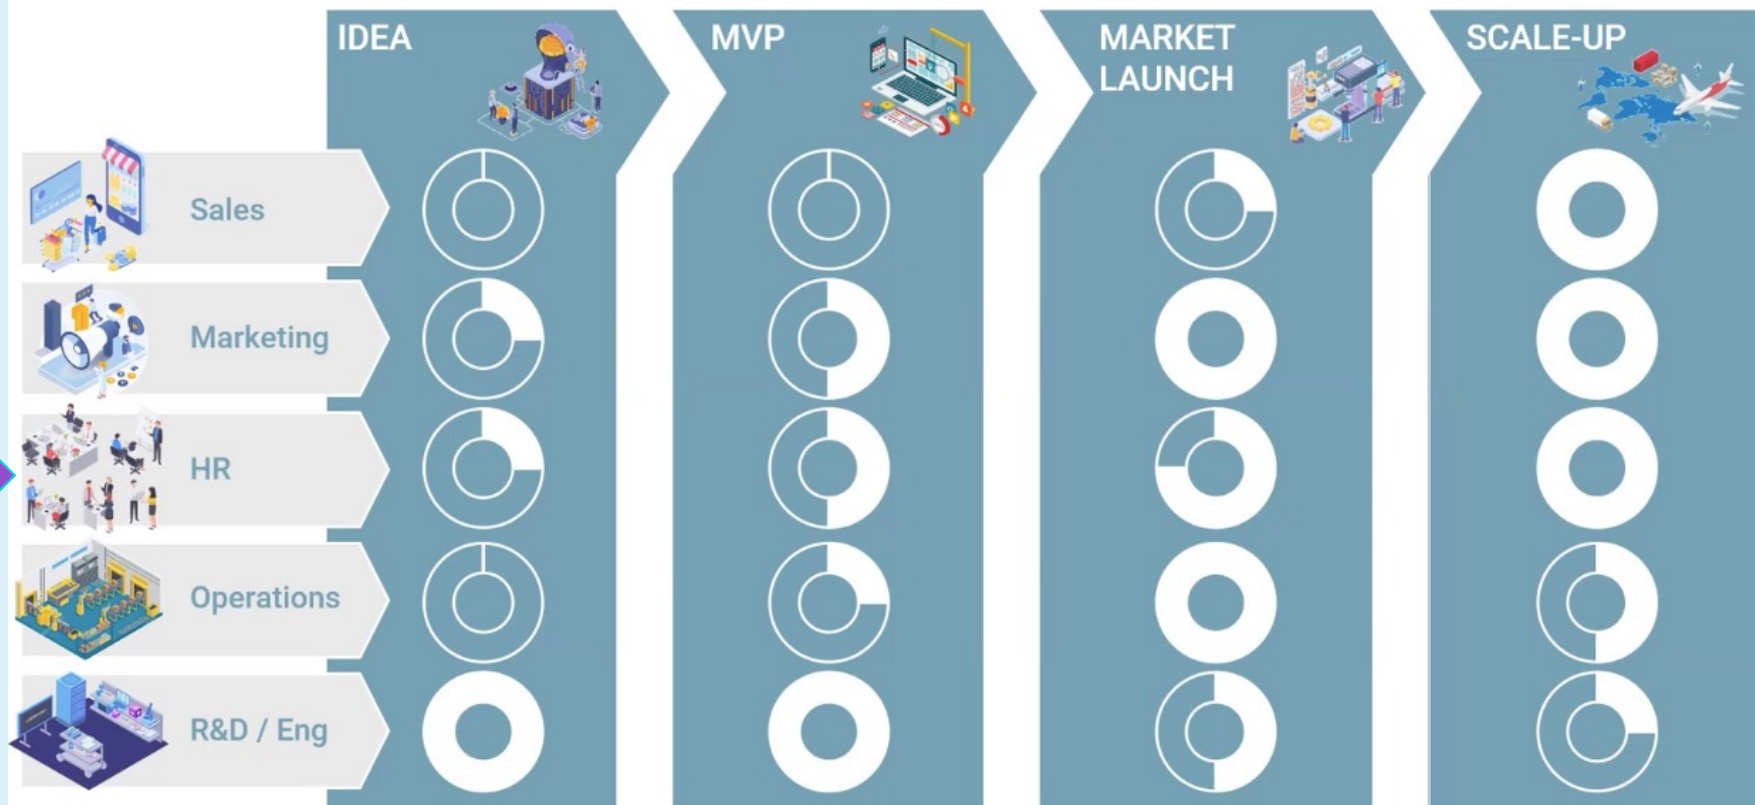 IDEA
MVP
MARKET
LAUNCH
SCALE-UP
Sales
Marketing
HR
Operations
R&D / Eng